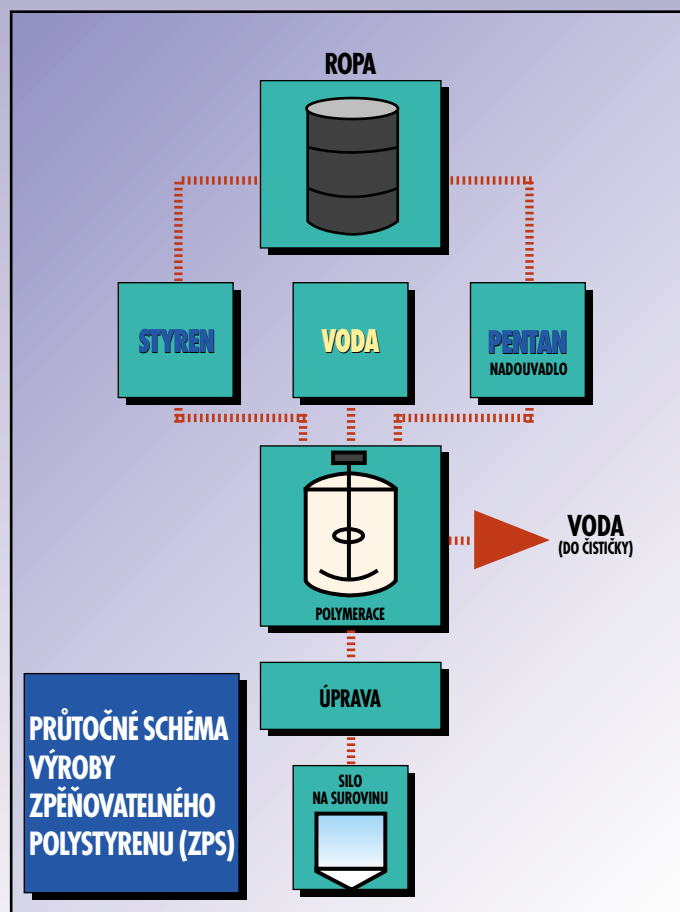 ROPA
STYREN
VODA
PENTAN
NADOUVADLO
POLYMERACE
VODA
(DO ČISTIČKY)
ÚPRAVA
SILO
NA SUROVINU
PRŮTOČNÉ SCHÉMA
VÝROBY
ZPĚŇOVATELNÉHO
POLYSTYRENU (ZPS)